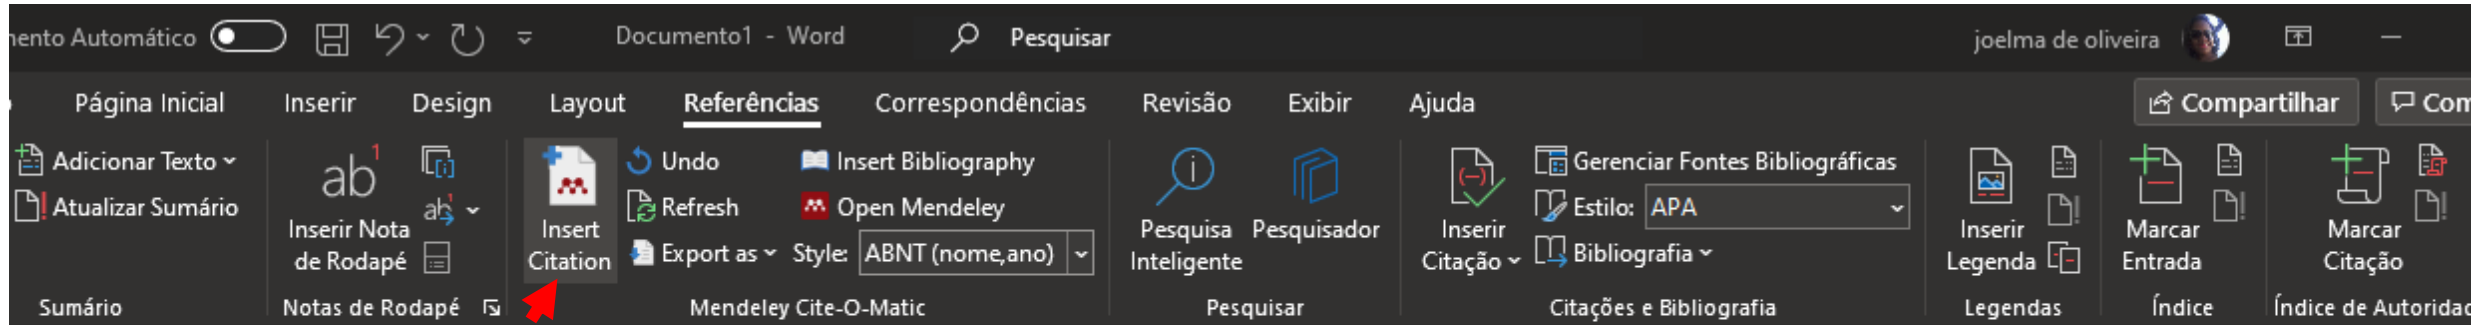 mento Automático
Documento1 - Word
Pesquisar
joelma de oliveira
Página Inicial Inserir Design Layout Referências Correspondências Revisão Exibir Ajuda
Compartilhar
Com
Adicionar Texto
Atualizar Sumário
Sumário
ab1
Inserir Nota
de Rodapé
ab
Notas de Rodapé
Insert
Citation
Undo
Refresh
Export as
Insert Bibliography
Open Mendeley
Style: ABNT (nome,ano)
Mendeley Cite-O-Matic
Pesquisa
Inteligente
Pesquisador
Pesquisar
Inserir
Citação
Gerenciar Fontes Bibliográficas
Estilo: APA
Bibliografia
Citações e Bibliografia
Inserir
Legenda
Legendas
Marcar
Entrada
Índice
Marcar
Citação
Índice de Autoridad